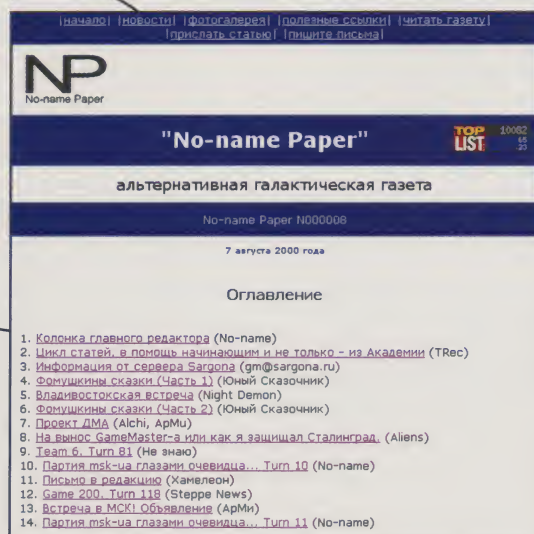 |начало| |новости| |фотогалерея| |полезные ссылки| |читать газету|
|прислать статью| |пишите письма|
NP
No-name Paper
"No-name Paper"
TOP LIST
10082
65
23
альтернативная галактическая газета
No-name Paper N000008
7 августа 2000 года
Оглавление
1. Колонка главного редактора (No-name)
2. Цикл статей, в помощь начинающим и не только - из Академии (TRec)
3. Информация от сервера Sargona (gm@sargona.ru)
4. Фомушкины сказки (Часть 1) (Юный Сказочник)
5. Владивостокская встреча (Night Demon)
6. Фомушкины сказки (Часть 2) (Юный Сказочник)
7. Проект ДМА (Alchi, АрМu)
8. На вынос GameMaster-а или как я защищал Сталинград. (Aliens)
9. Team 6. Turn 81 (Не знаю)
10. Партия msk-ua глазами очевидца... Turn 10 (No-name)
11. Письмо в редакцию (Хамелеон)
12. Game 200. Turn 118 (Steppe News)
13. Встреча в МСК! Объявление (АрМи)
14. Партия msk-ua глазами очевидца... Turn 11 (No-name)